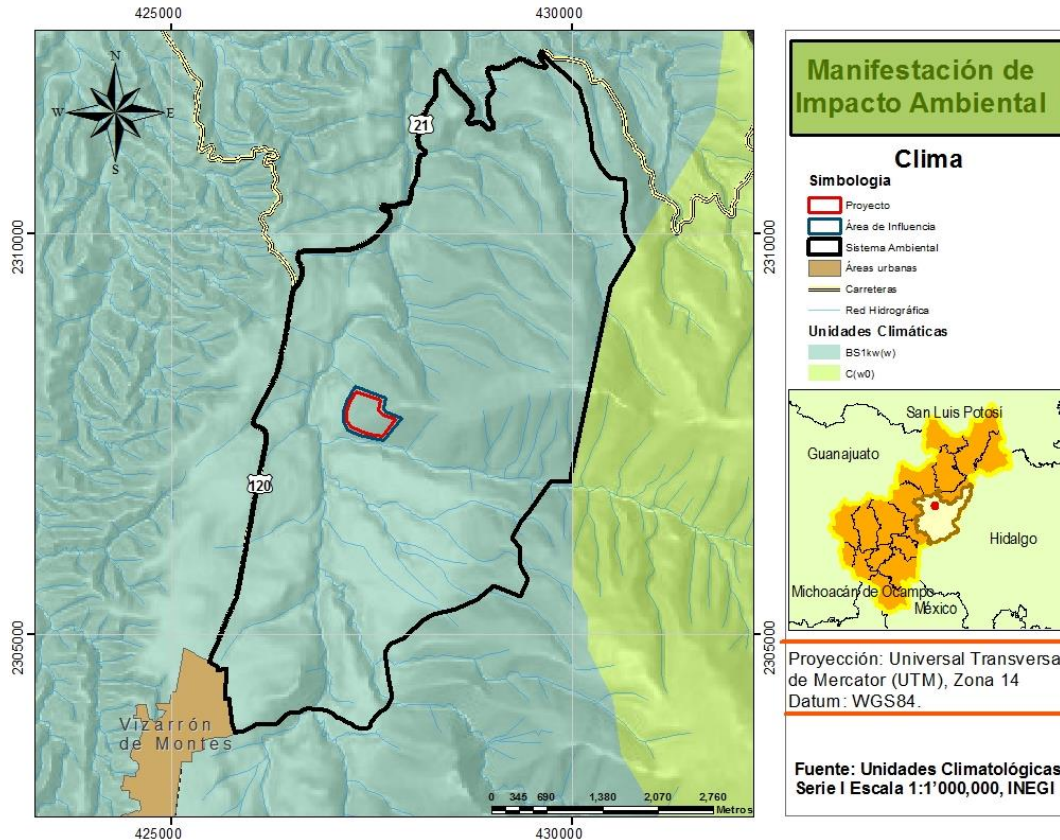 425000
430000
N
W
E
S
21
2310000
2310000
120
2305000
2305000
Vizarrón
de Montes
0 345 690 1,380 2,070 2,760
Metros
425000
430000
Manifestación de
Impacto Ambiental
Clima
Simbologia
Proyecto
Área de Influencia
Sistema Ambiental
Áreas urbanas
Carreteras
Red Hidrográfica
Unidades Climáticas
BS1kw(w)
C(w0)
San Luis Potosí
Guanajuato
Hidalgo
Michoacán de Ocampo
México
Proyección: Universal Transversa
de Mercator (UTM), Zona 14
Datum: WGS84.
Fuente: Unidades Climatológicas
Serie I Escala 1:1'000,000, INEGI